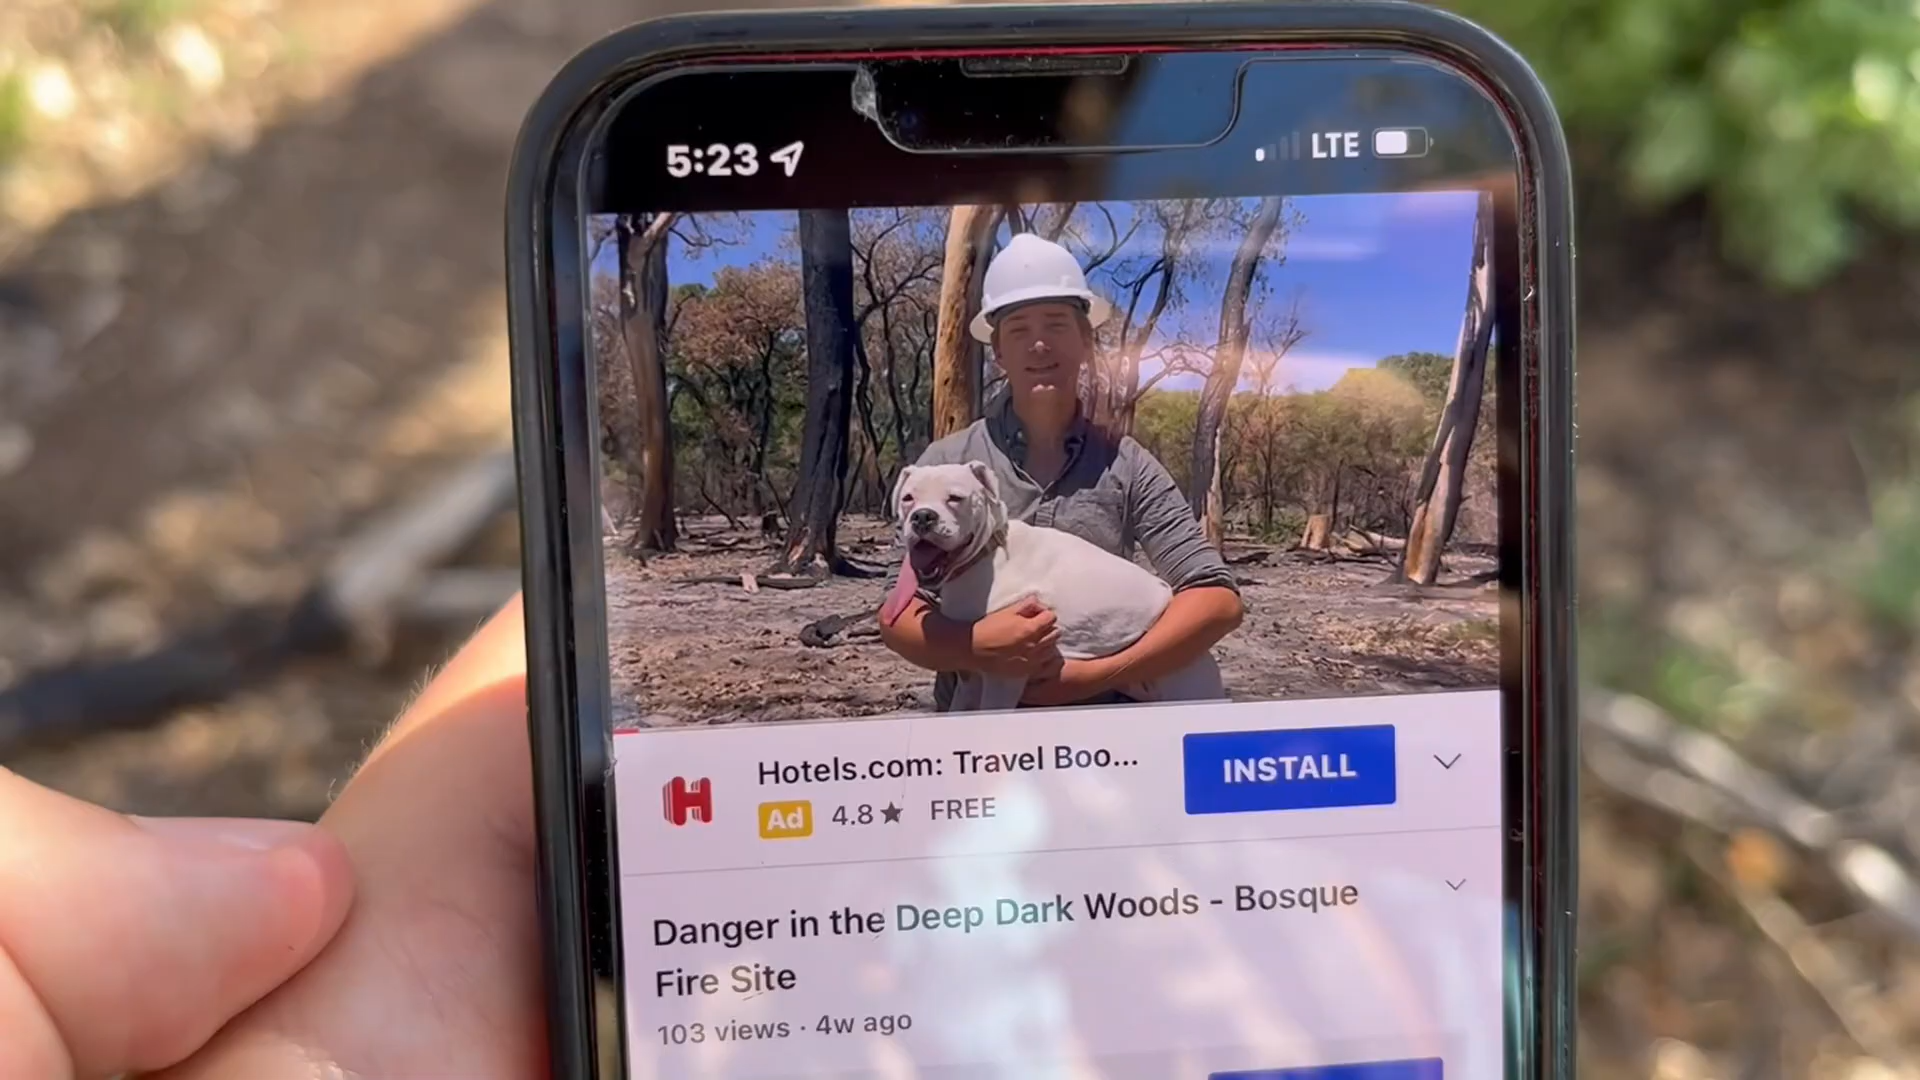 5:23
LTE
Hotels.com: Travel Boo...
INSTALL
Ad 4.8★ FREE
Danger in the Deep Dark Woods - Bosque
Fire Site
103 views · 4w ago